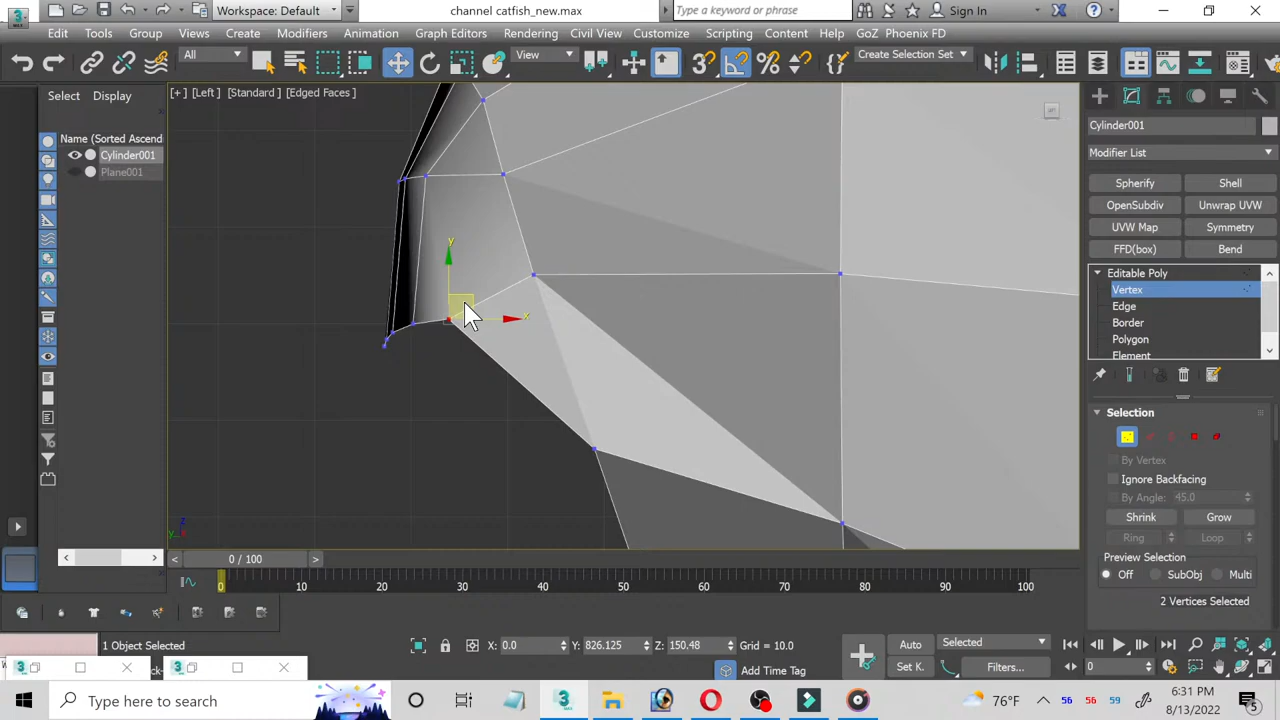 Workspace: Default
channel catfish_new.max
Type a keyword or phrase
Sign In
Edit Tools Group Views Create Modifiers Animation Graph Editors Rendering Civil View Customize Scripting Content Help GoZ Phoenix FD
All
View
Create Selection Set
Select Display
[+] [Left] [Standard] [Edged Faces]
Name (Sorted Ascend
Cylinder001
Plane001
Cylinder001
Modifier List
Spherify Shell
OpenSubdiv Unwrap UVW
UVW Map Symmetry
FFD(box) Bend
Editable Poly
Vertex
Edge
Border
Polygon
Element
Selection
By Vertex
Ignore Backfacing
By Angle: 45.0
Shrink Grow
Ring Loop
Preview Selection
Off SubObj Multi
2 Vertices Selected
y
x
z
y
x
< 0 / 100 >
0 10 20 30 40 50 60 70 80 90 100
1 Object Selected
X: 0.0 Y: 826.125 Z: 150.48 Grid = 10.0
Add Time Tag
Auto Selected
Set K. Filters...
0
Type here to search
76°F
56 56 59
6:31 PM
8/13/2022
5